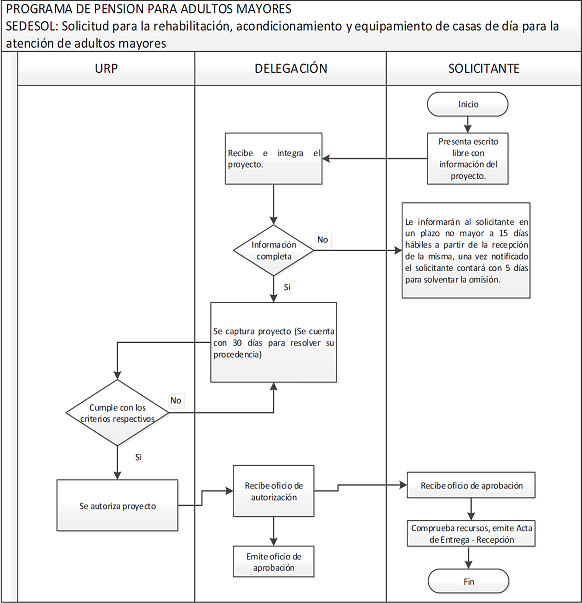 PROGRAMA DE PENSION PARA ADULTOS MAYORES
SEDESOL: Solicitud para la rehabilitación, acondicionamiento y equipamiento de casas de día para la
atención de adultos mayores
URP
DELEGACIÓN
SOLICITANTE
Inicio
Presenta escrito
libre con
información del
proyecto.
Recibe e integra el
proyecto.
Información
completa
No
Le informarán al solicitante en
un plazo no mayor a 15 días
hábiles a partir de la recepción
de la misma, una vez notificado
el solicitante contará con 5 días
para solventar la omisión.
Si
Se captura proyecto (Se cuenta
con 30 días para resolver su
procedencia)
Cumple con los
criterios respectivos
No
Si
Se autoriza proyecto
Recibe oficio de
autorización
Recibe oficio de aprobación
Emite oficio de
aprobación
Comprueba recursos, emite Acta
de Entrega - Recepción
Fin